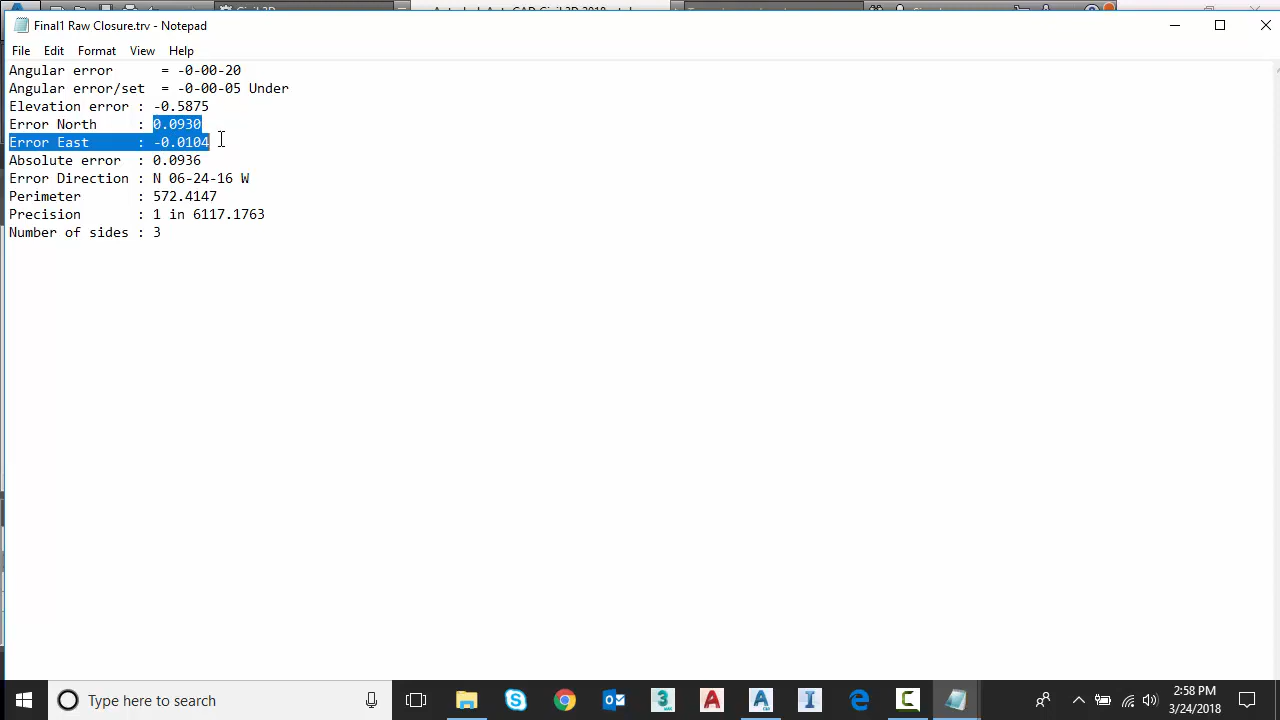 Final1 Raw Closure.trv - Notepad
File Edit Format View Help
Angular error = -0-00-20
Angular error/set = -0-00-05 Under
Elevation error : -0.5875
Error North : 0.0930
Error East : -0.0104
Absolute error : 0.0936
Error Direction : N 06-24-16 W
Perimeter : 572.4147
Precision : 1 in 6117.1763
Number of sides : 3
Type here to search
2:58 PM
3/24/2018